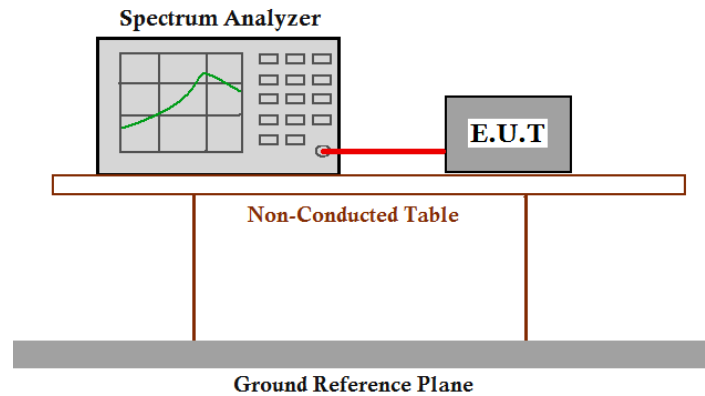 Spectrum Analyzer
E.U.T
Non-Conducted Table
Ground Reference Plane